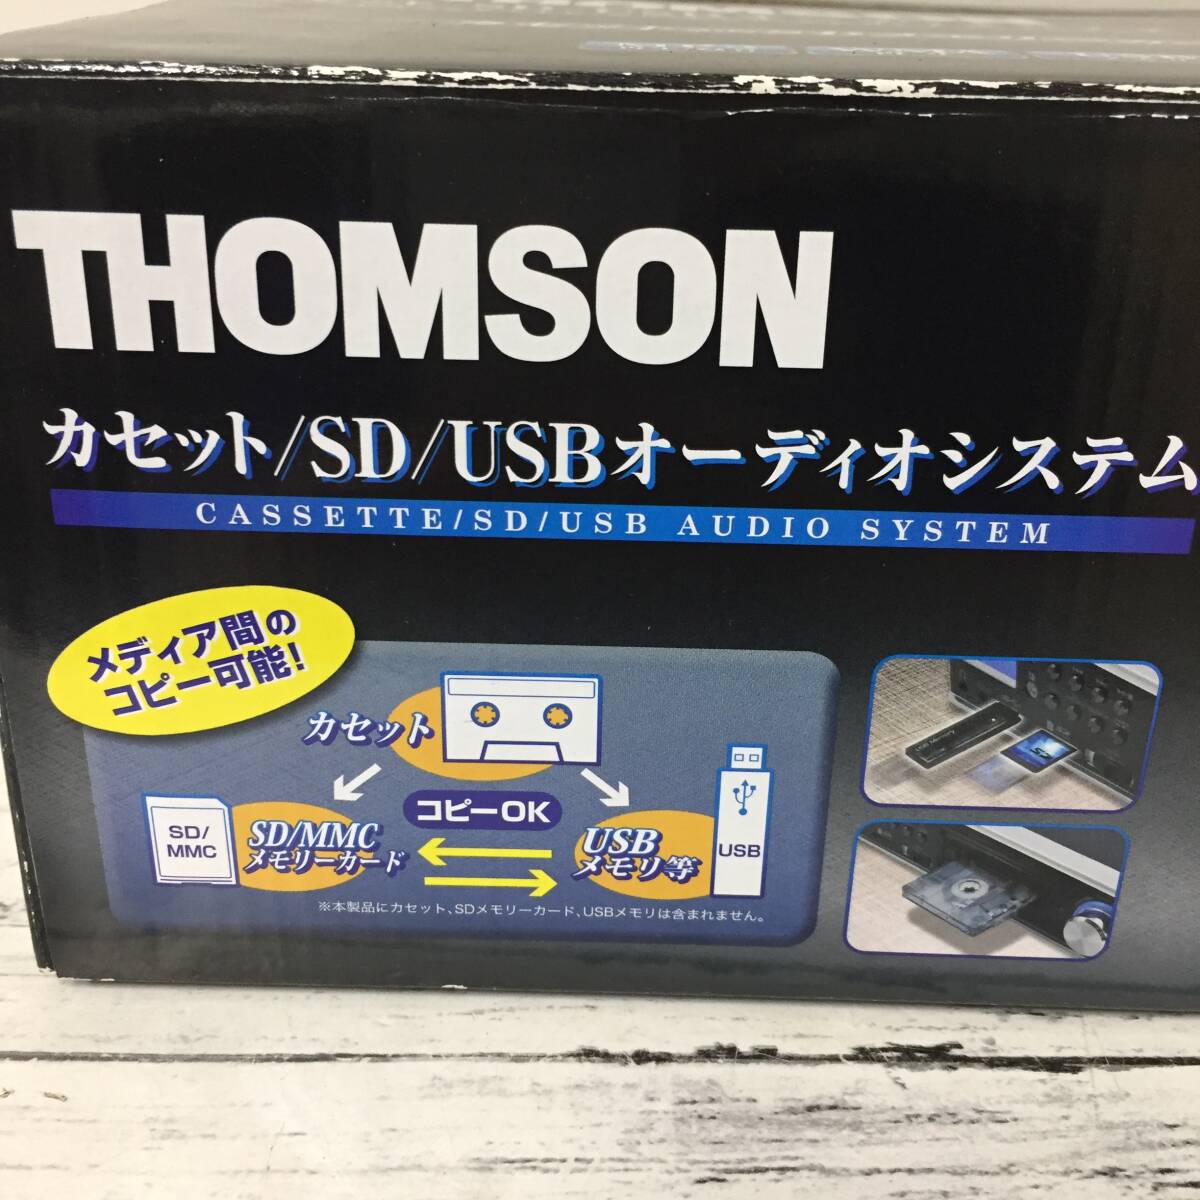 THOMSON
カセット/SD/USBオーディオシステム
CASSETTE/SD/USB AUDIO SYSTEM
メディア間の
コピー可能!
カセット
コピーOK
SD/
MMC
SD/MMC
メモリーカード
USB
メモリ等
USB
※本製品にカセット、SDメモリーカード、USBメモリは含まれません。
USB Memory
SD